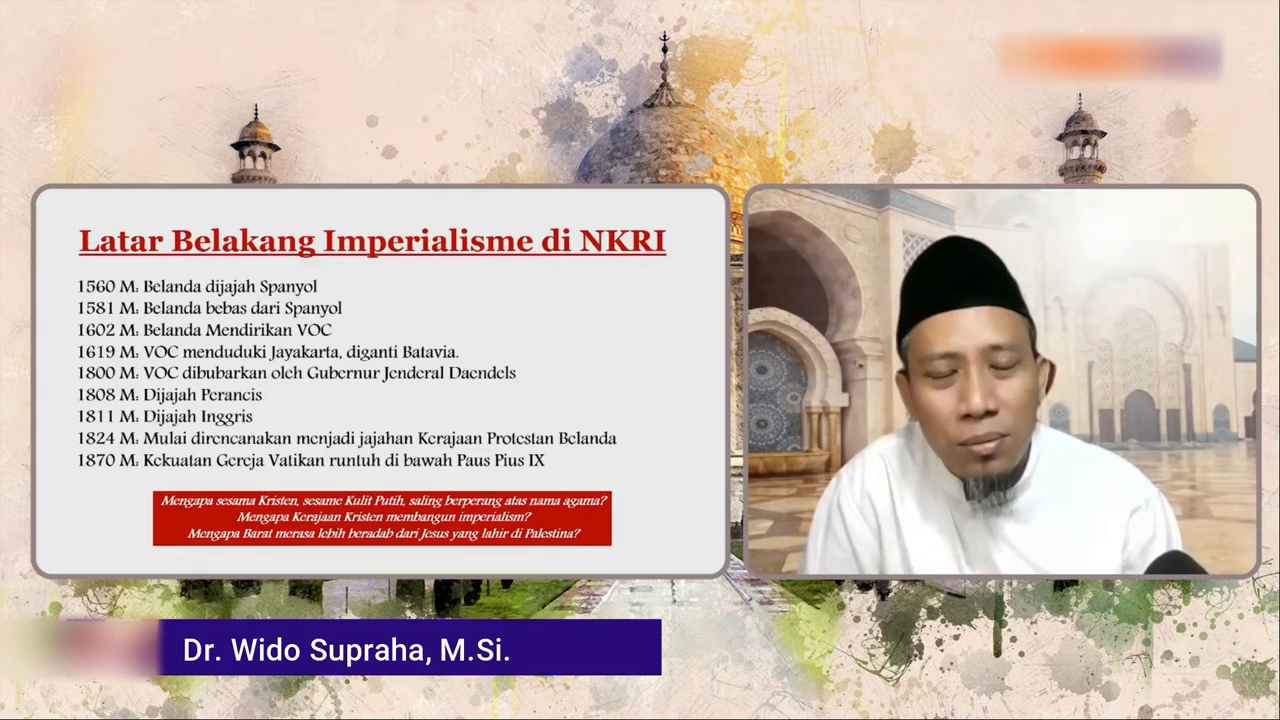 Latar Belakang Imperialisme di NKRI
1560 M: Belanda dijajah Spanyol
1581 M: Belanda bebas dari Spanyol
1602 M: Belanda Mendirikan VOC
1619 M: VOC menduduki Jayakarta, diganti Batavia.
1800 M: VOC dibubarkan oleh Gubernur Jenderal Daendels
1808 M: Dijajah Perancis
1811 M: Dijajah Inggris
1824 M: Mulai direncanakan menjadi jajahan Kerajaan Protestan Belanda
1870 M: Kekuatan Gereja Vatikan runtuh di bawah Paus Pius IX
Mengapa sesama Kristen, sesame Kulit Putih, saling berperang atas nama agama?
Mengapa Kerajaan Kristen membangun imperialism?
Mengapa Barat merasa lebih beradab dari Jesus yang lahir di Palestina?
Dr. Wido Supraha, M.Si.